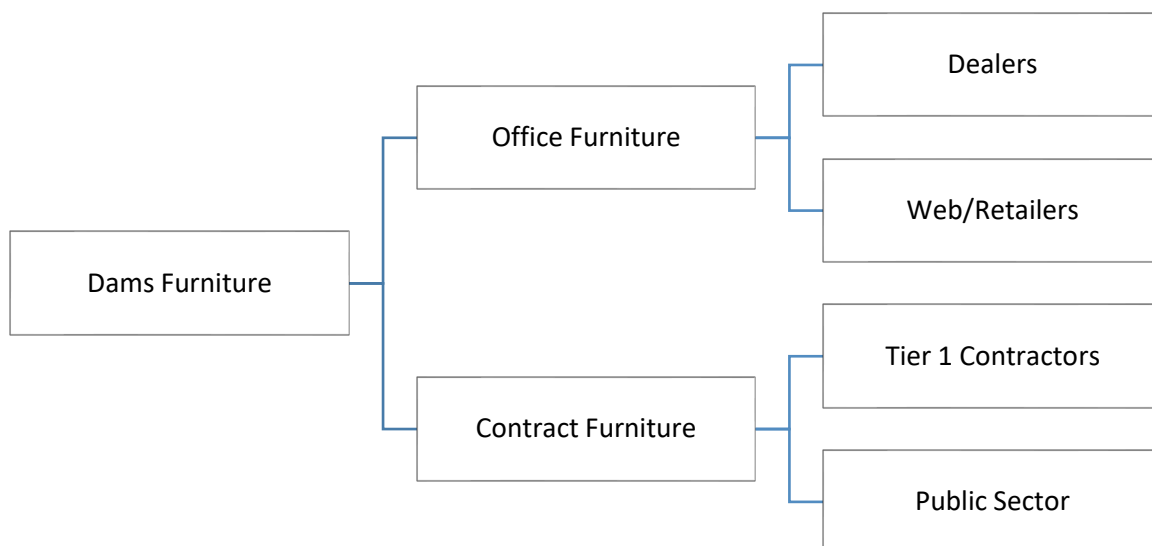 Dealers
Office Furniture
Web/Retailers
Dams Furniture
Tier 1 Contractors
Contract Furniture
Public Sector